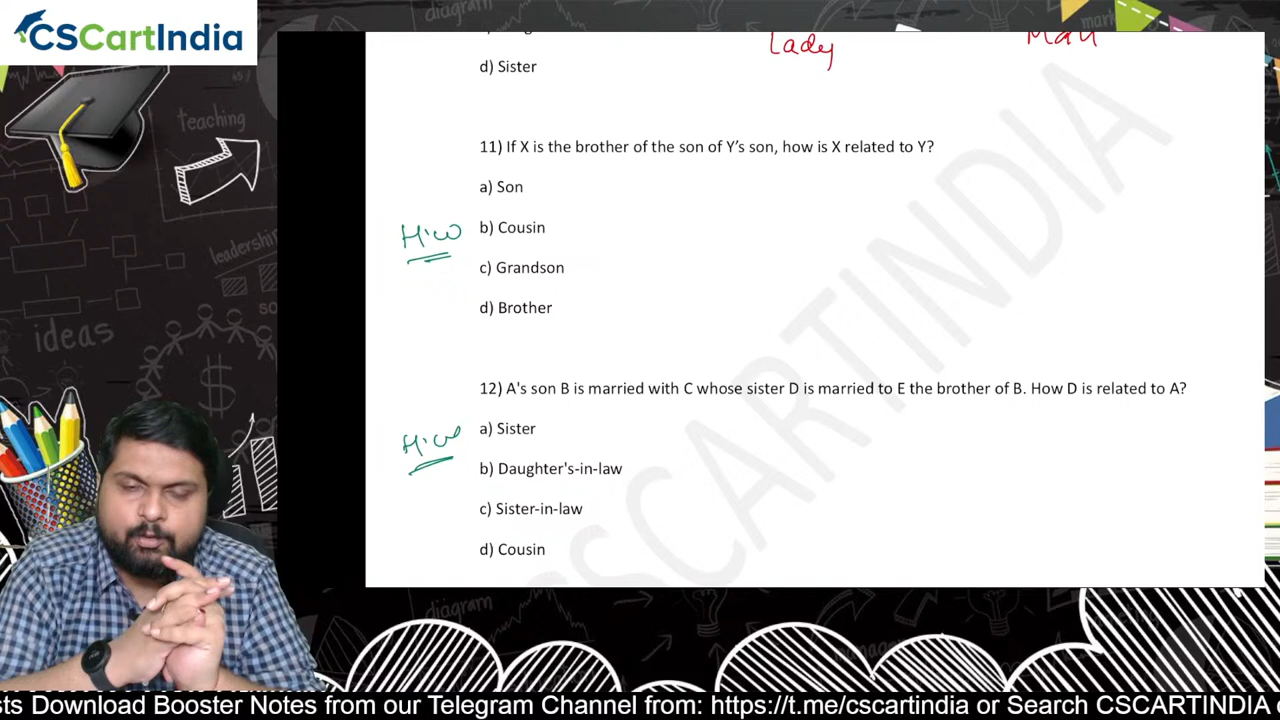 CSCartIndia
Lady
Man
d) Sister
teaching
11) If X is the brother of the son of Y’s son, how is X related to Y?
a) Son
H.W
b) Cousin
leadership
c) Grandson
d) Brother
ideas
12) A's son B is married with C whose sister D is married to E the brother of B. How D is related to A?
H.W
a) Sister
b) Daughter's-in-law
c) Sister-in-law
d) Cousin
CSCARTINDIA
diagram
sts Download Booster Notes from our Telegram Channel from: https://t.me/cscartindia or Search CSCARTINDIA